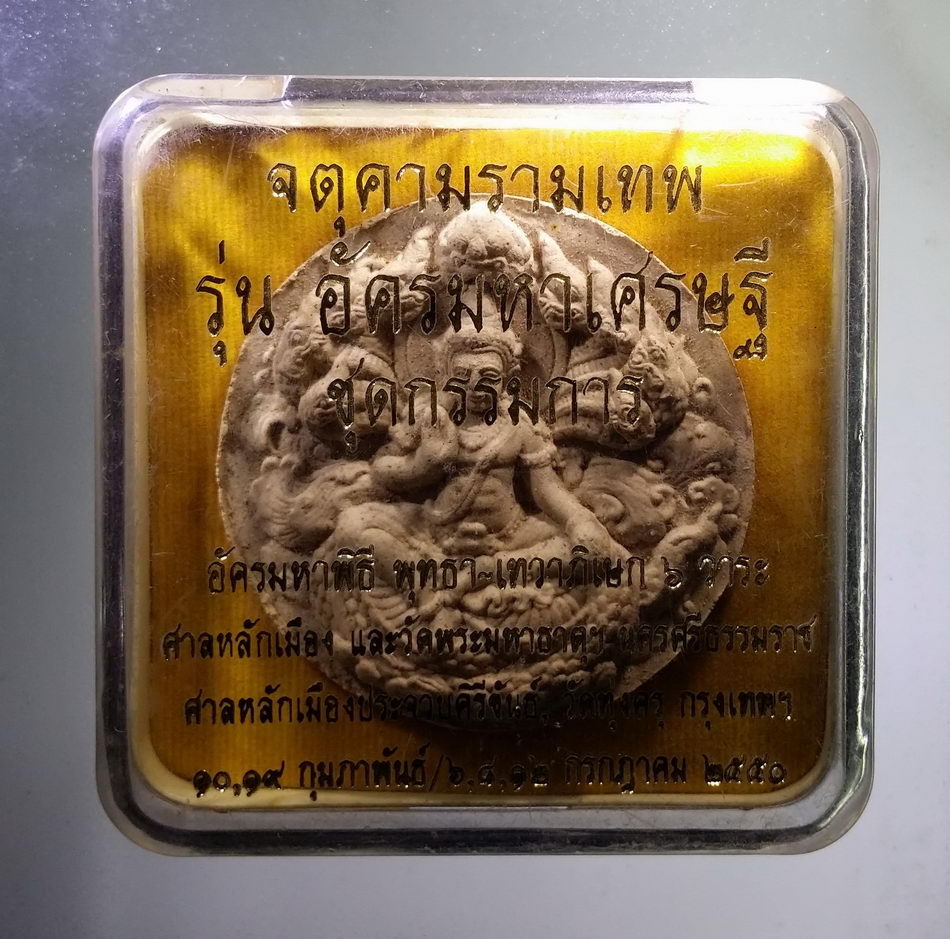 จตุคามรามเทพ
รุ่น อัครมหาเศรษฐี
ชุดกรรมการ
อัครมหาพิธี พุทธา-เทวาภิเษก ๖ วาระ
ศาลหลักเมือง และวัดพระมหาธาตุฯ นครศรีธรรมราช
ศาลหลักเมืองประจวบคีรีขันธ์, วัดทุ่งครุ กรุงเทพฯ
๑๐,๑๙ กุมภาพันธ์/๖,๘,๑๒ กรกฎาคม ๒๕๕๐